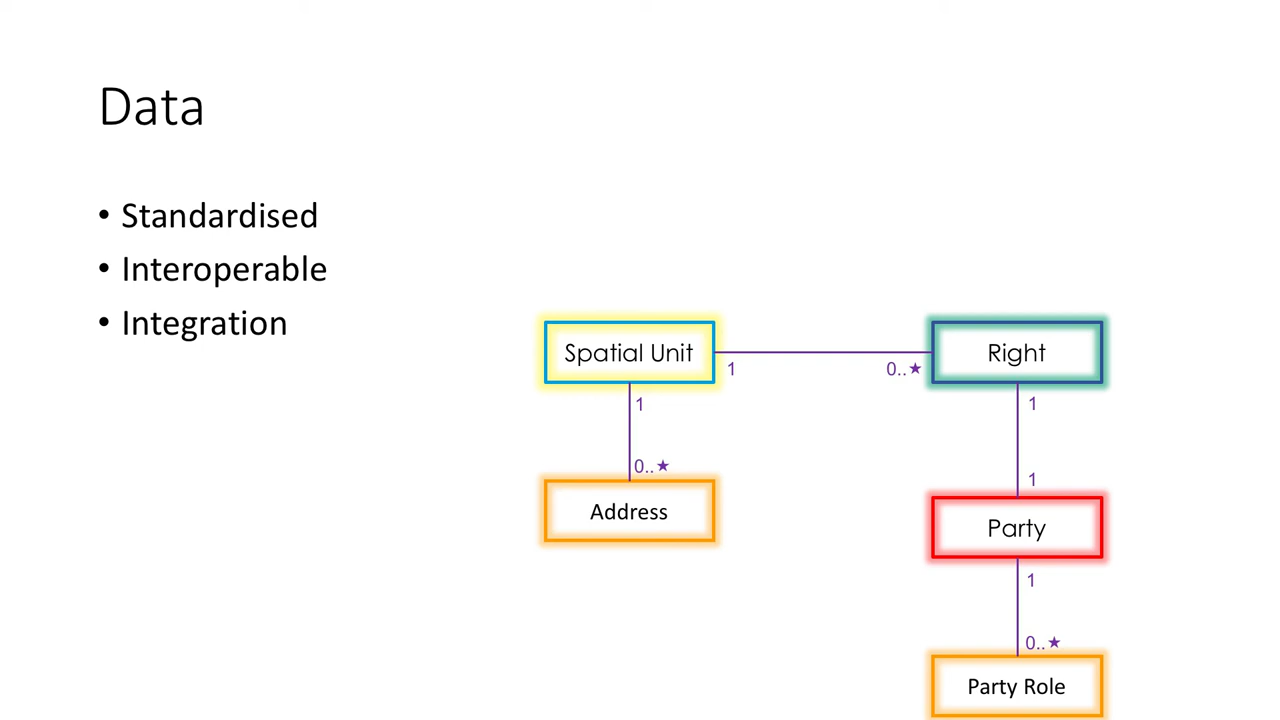 Data
• Standardised
• Interoperable
• Integration
Spatial Unit
Right
1
0..★
1
1
0..★
1
Address
Party
1
0..★
Party Role